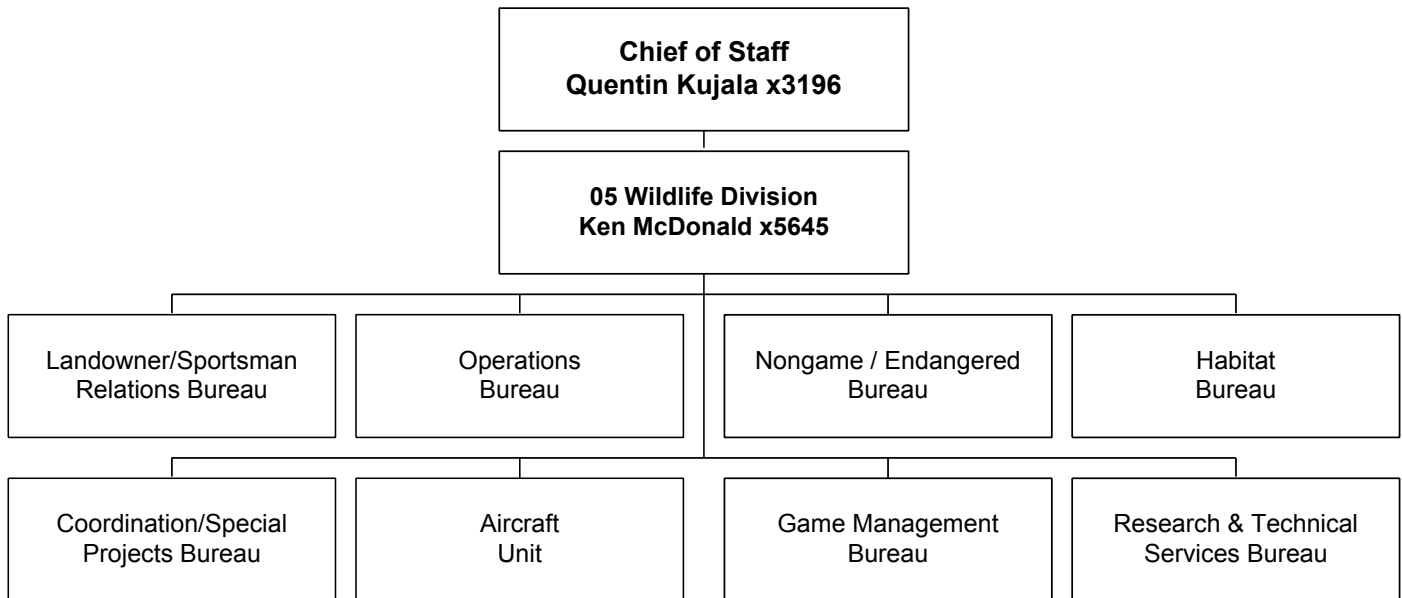 Chief of Staff
Quentin Kujala x3196
05 Wildlife Division
Ken McDonald x5645
Landowner/Sportsman
Relations Bureau
Operations
Bureau
Nongame / Endangered
Bureau
Habitat
Bureau
Coordination/Special
Projects Bureau
Aircraft
Unit
Game Management
Bureau
Research & Technical
Services Bureau